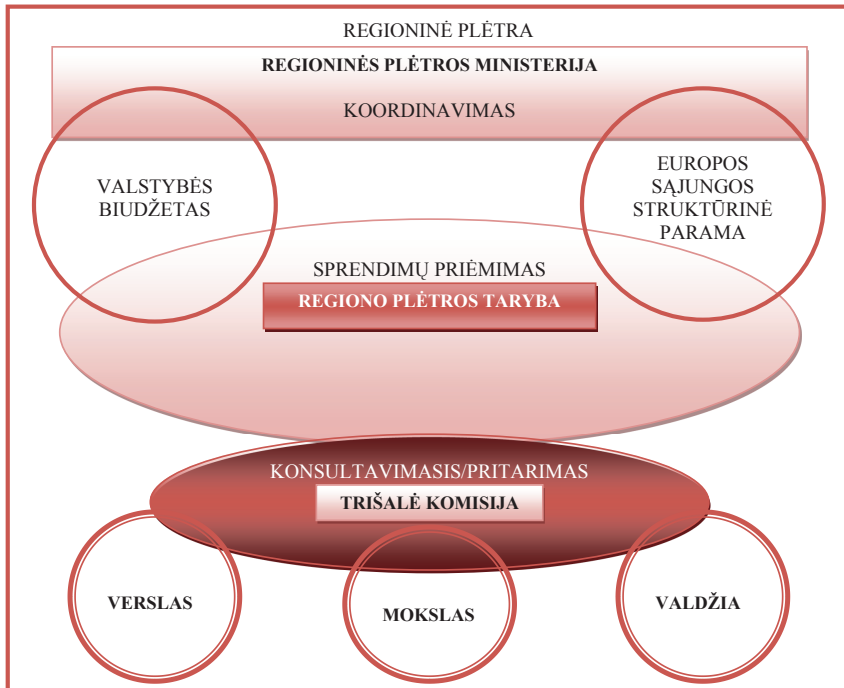 REGIONINĖ PLĖTRA
REGIONINĖS PLĖTROS MINISTERIJA
KOORDINAVIMAS
VALSTYBĖS
BIUDŽETAS
EUROPOS
SĄJUNGOS
STRUKTŪRINĖ
PARAMA
SPRENDIMŲ PRIĖMIMAS
REGIONO PLĖTROS TARYBA
KONSULTAVIMASIS/PRITARIMAS
TRIŠALĖ KOMISIJA
VERSLAS
MOKSLAS
VALDŽIA